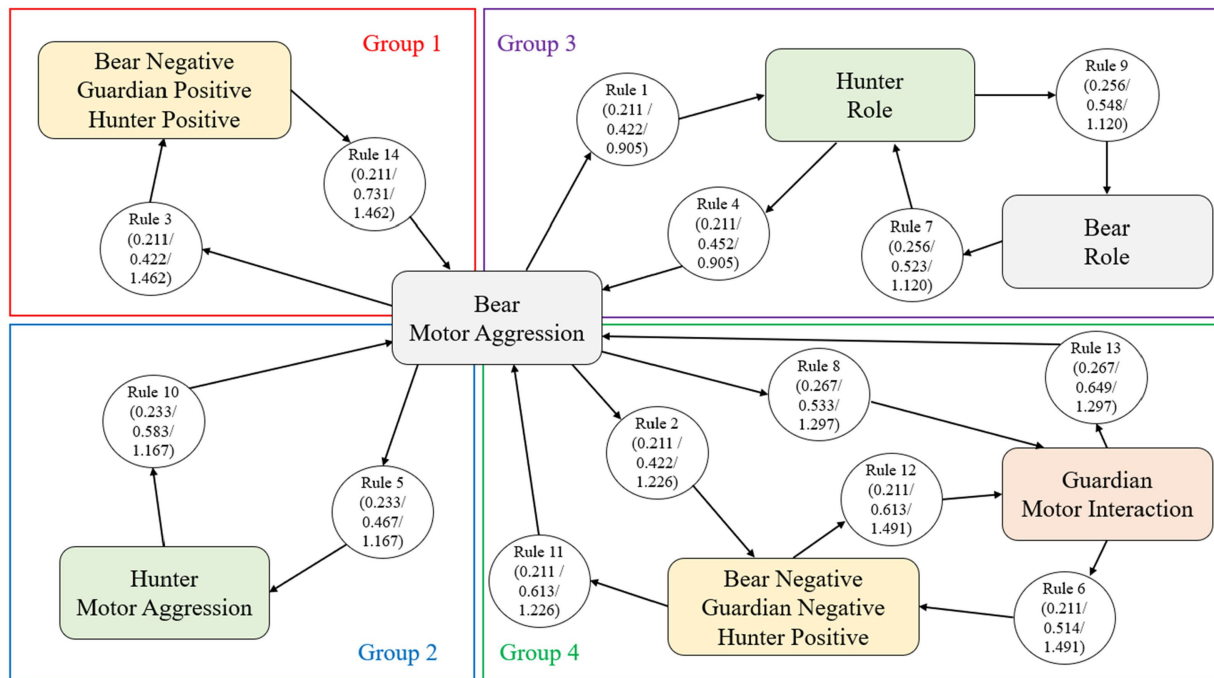 Group 1
Bear Negative
Guardian Positive
Hunter Positive
Rule 14
(0.211/
0.731/
1.462)
Rule 3
(0.211/
0.422/
1.462)
Group 3
Rule 1
(0.211 /
0.422/
0.905)
Hunter
Role
Rule 9
(0.256/
0.548/
1.120)
Rule 4
(0.211/
0.452/
0.905)
Rule 7
(0.256/
0.523/
1.120)
Bear
Role
Bear
Motor Aggression
Rule 10
(0.233/
0.583/
1.167)
Rule 5
(0.233/
0.467/
1.167)
Hunter
Motor Aggression
Group 2
Rule 13
(0.267/
0.649/
1.297)
Rule 8
(0.267/
0.533/
1.297)
Rule 2
(0.211 /
0.422/
1.226)
Rule 12
(0.211/
0.613/
1.491)
Guardian
Motor Interaction
Rule 11
(0.211 /
0.613/
1.226)
Bear Negative
Guardian Negative
Hunter Positive
Rule 6
(0.211/
0.514/
1.491)
Group 4